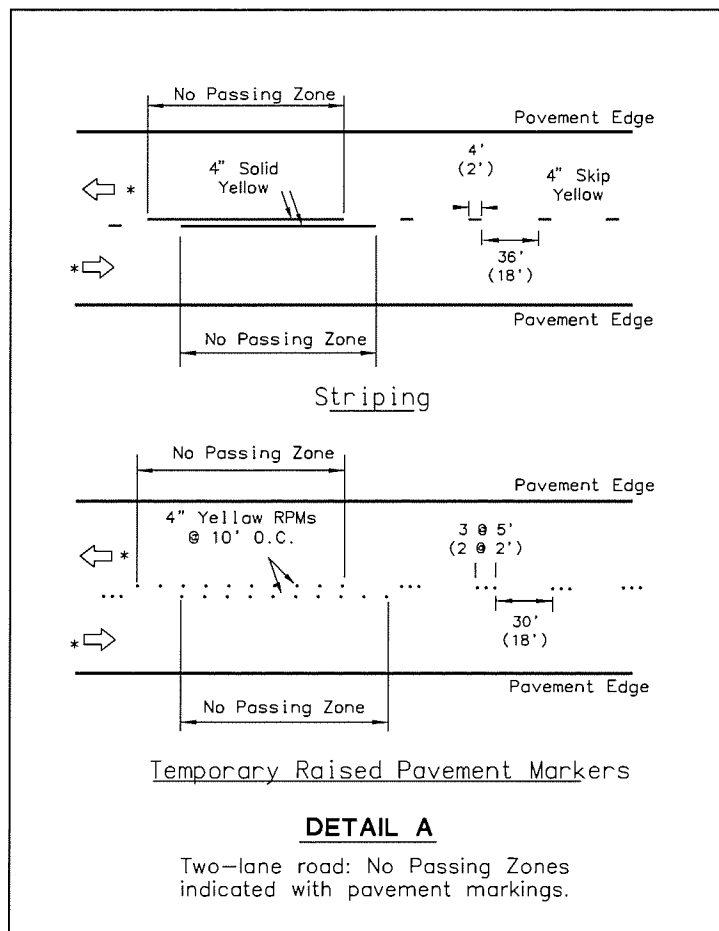 No Passing Zone
Pavement Edge
4" Solid
Yellow
4'
(2')
4" Skip
Yellow
*
*
36'
(18')
Pavement Edge
No Passing Zone
Striping
No Passing Zone
Pavement Edge
4" Yellaw RPMs
@ 10' O.C.
3 @ 5'
(2 @ 2')
*
*
30'
(18')
Pavement Edge
No Passing Zone
Temporary Raised Pavement Markers
DETAIL A
Two-lane road: No Passing Zones
indicated with pavement markings.